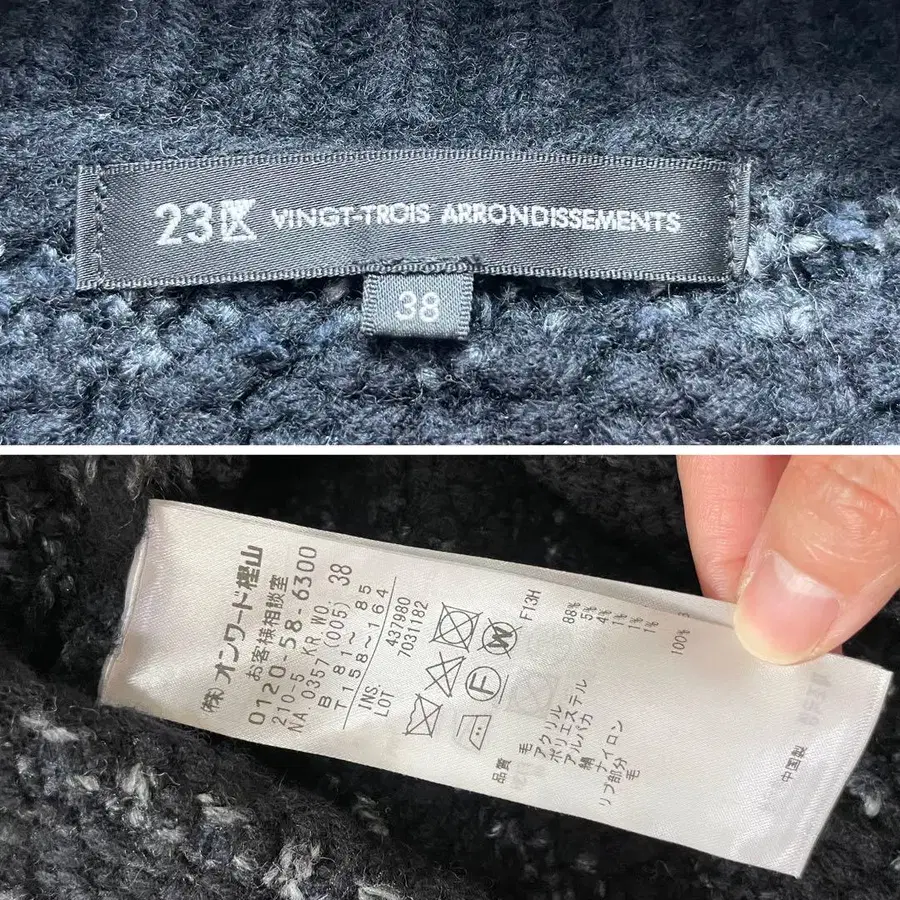 23区 VINGT-TROIS ARRONDISSEMENTS
38
(株)オンワード樫山
お客様相談室
0120-58-6300
210-5 KR WO 38
NA 0357 (005)
B 81~ 85
T 158~164
INS. 437980
LOT 7031182
F13H
品質
毛 88%
アクリル 5%
ポリエステル 4%
アルパカ 1%
絹 1%
ナイロン 1%
リブ部分
毛 100%
中国製